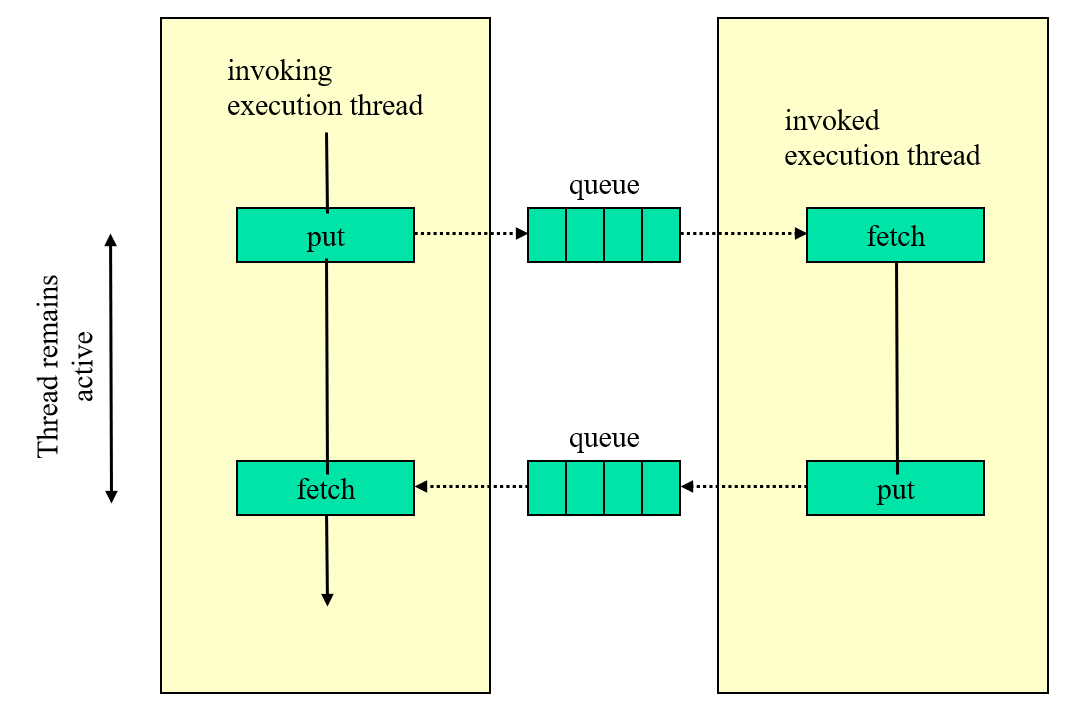 invoking
execution thread
invoked
execution thread
queue
put
fetch
Thread remains
active
queue
fetch
put